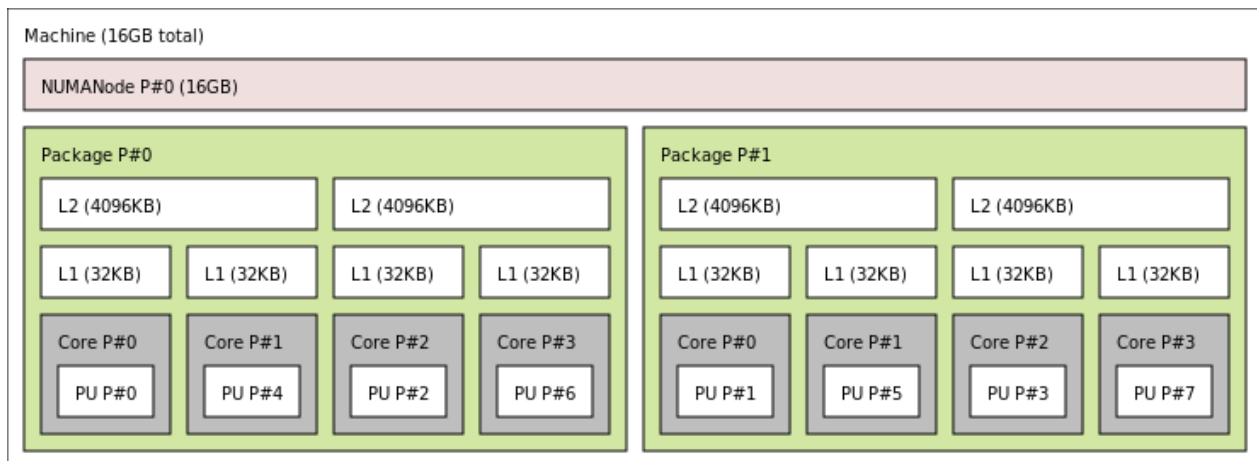 Machine (16GB total)
NUMANode P#0 (16GB)
Package P#0
L2 (4096KB) L2 (4096KB)
L1 (32KB) L1 (32KB) L1 (32KB) L1 (32KB)
Core P#0 Core P#1 Core P#2 Core P#3
PU P#0 PU P#4 PU P#2 PU P#6
Package P#1
L2 (4096KB) L2 (4096KB)
L1 (32KB) L1 (32KB) L1 (32KB) L1 (32KB)
Core P#0 Core P#1 Core P#2 Core P#3
PU P#1 PU P#5 PU P#3 PU P#7